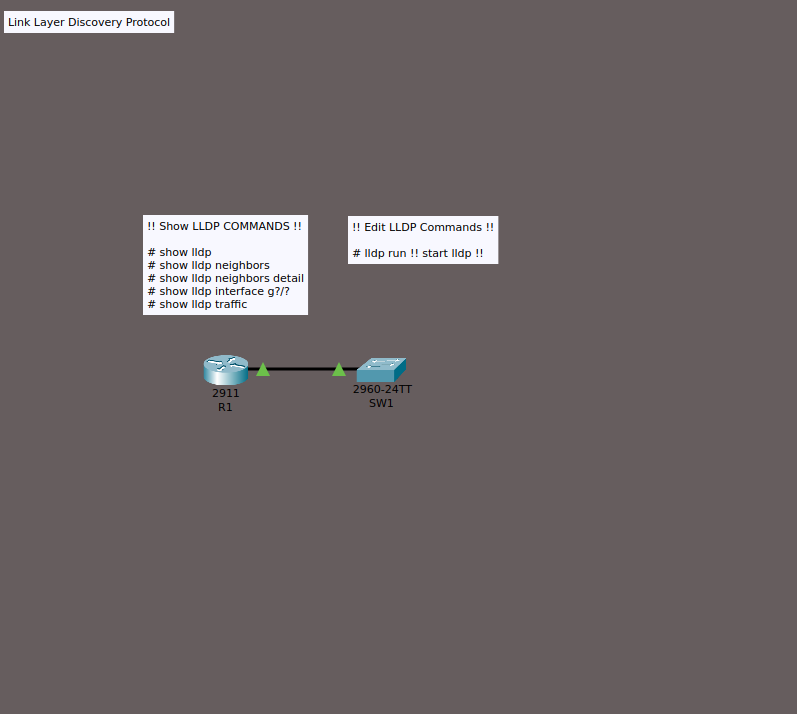 Link Layer Discovery Protocol
!! Show LLDP COMMANDS !!
# show lldp
# show lldp neighbors
# show lldp neighbors detail
# show lldp interface g?/?
# show lldp traffic
!! Edit LLDP Commands !!
# lldp run !! start lldp !!
2911
R1
2960-24TT
SW1